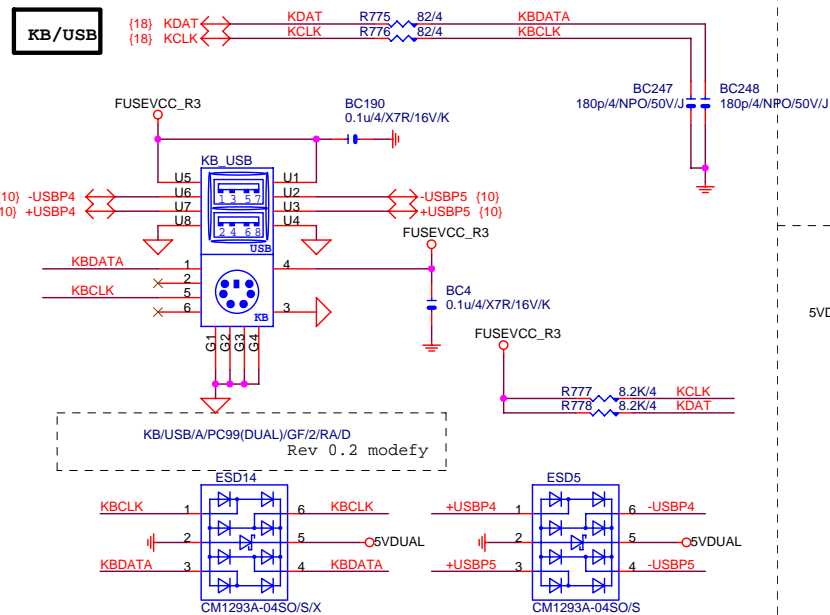 KB/USB
{18} KDAT KDAT R775 82/4 KBDATA
{18} KCLK KCLK R776 82/4 KBCLK
BC247 BC248
180p/4/NPO/50V/J 180p/4/NPO/50V/J
FUSEVCC_R3 BC190
0.1u/4/X7R/16V/K
KB_USB
U5 U1
10} -USBP4 U6 1 3 5 7 U2 -USBP5 {10}
0} +USBP4 U7 U3 +USBP5 {10}
U8 2 4 6 8 U4
USB
FUSEVCC_R3
KBDATA 1 4
2
KBCLK 5
6 KB 3
BC4
0.1u/4/X7R/16V/K
5VD
G1 G2 G3 G4
FUSEVCC_R3
R777 8.2K/4 KCLK
R778 8.2K/4 KDAT
KB/USB/A/PC99(DUAL)/GF/2/RA/D
Rev 0.2 modefy
ESD14 ESD5
KBCLK 1 6 KBCLK +USBP4 1 6 -USBP4
2 5 5VDUAL 2 5 5VDUAL
KBDATA 3 4 KBDATA +USBP5 3 4 -USBP5
CM1293A-04SO/S/X CM1293A-04SO/S